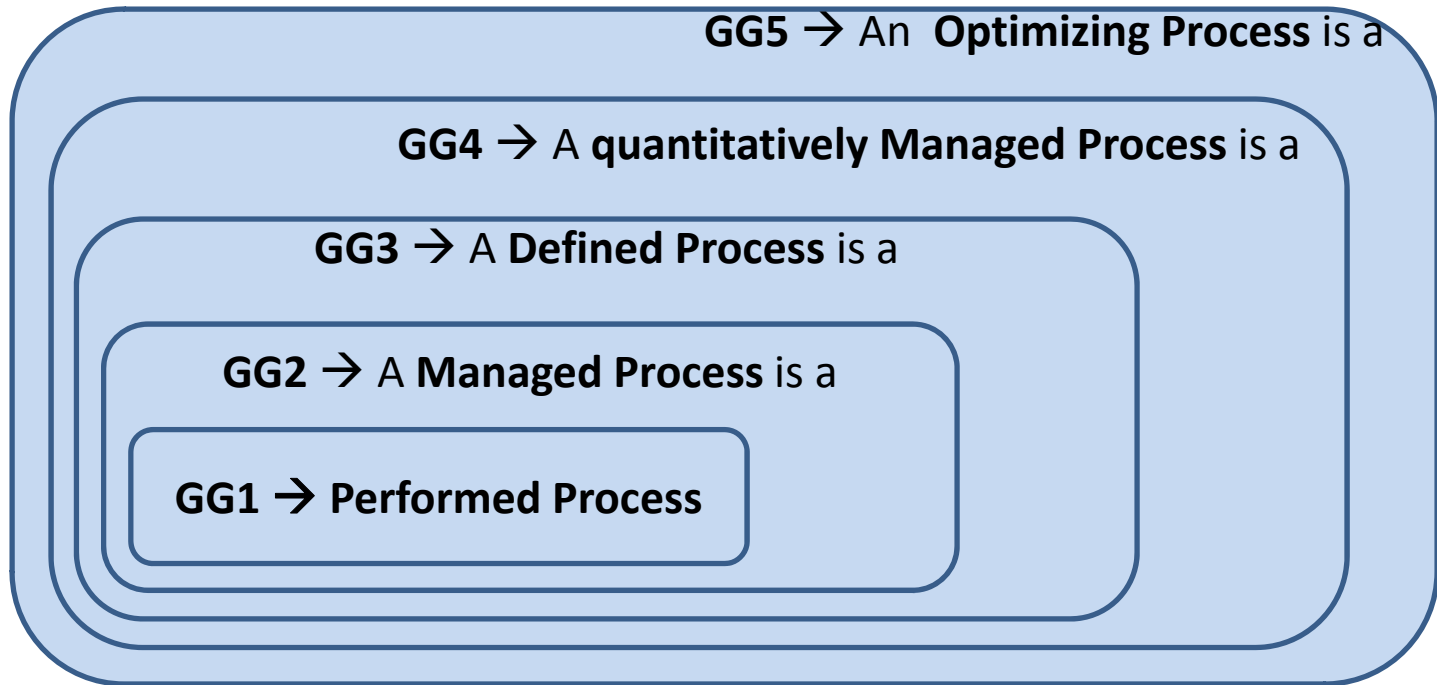 GG5 → An Optimizing Process is a
GG4 → A quantitatively Managed Process is a
GG3 → A Defined Process is a
GG2 → A Managed Process is a
GG1 → Performed Process